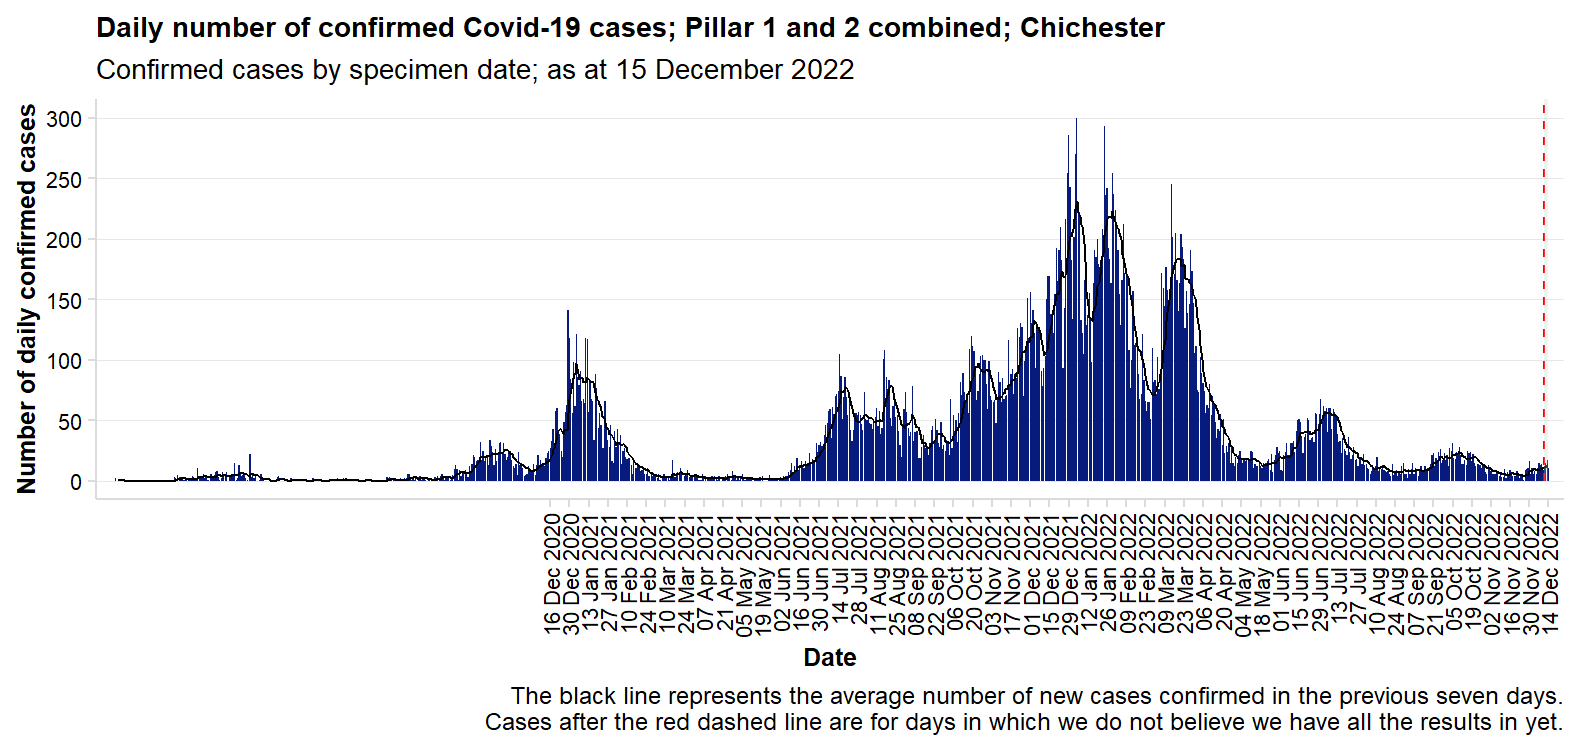 Daily number of confirmed Covid-19 cases; Pillar 1 and 2 combined; Chichester
Confirmed cases by specimen date; as at 15 December 2022
Number of daily confirmed cases
300
250
200
150
100
50
0
16 Dec 2020
30 Dec 2020
13 Jan 2021
27 Jan 2021
10 Feb 2021
24 Feb 2021
10 Mar 2021
24 Mar 2021
07 Apr 2021
21 Apr 2021
05 May 2021
19 May 2021
02 Jun 2021
16 Jun 2021
30 Jun 2021
14 Jul 2021
28 Jul 2021
11 Aug 2021
25 Aug 2021
08 Sep 2021
22 Sep 2021
06 Oct 2021
20 Oct 2021
03 Nov 2021
17 Nov 2021
01 Dec 2021
15 Dec 2021
29 Dec 2021
12 Jan 2022
26 Jan 2022
09 Feb 2022
23 Feb 2022
09 Mar 2022
23 Mar 2022
06 Apr 2022
20 Apr 2022
04 May 2022
18 May 2022
01 Jun 2022
15 Jun 2022
29 Jun 2022
13 Jul 2022
27 Jul 2022
10 Aug 2022
24 Aug 2022
07 Sep 2022
21 Sep 2022
05 Oct 2022
19 Oct 2022
02 Nov 2022
16 Nov 2022
30 Nov 2022
14 Dec 2022
Date
The black line represents the average number of new cases confirmed in the previous seven days.
Cases after the red dashed line are for days in which we do not believe we have all the results in yet.